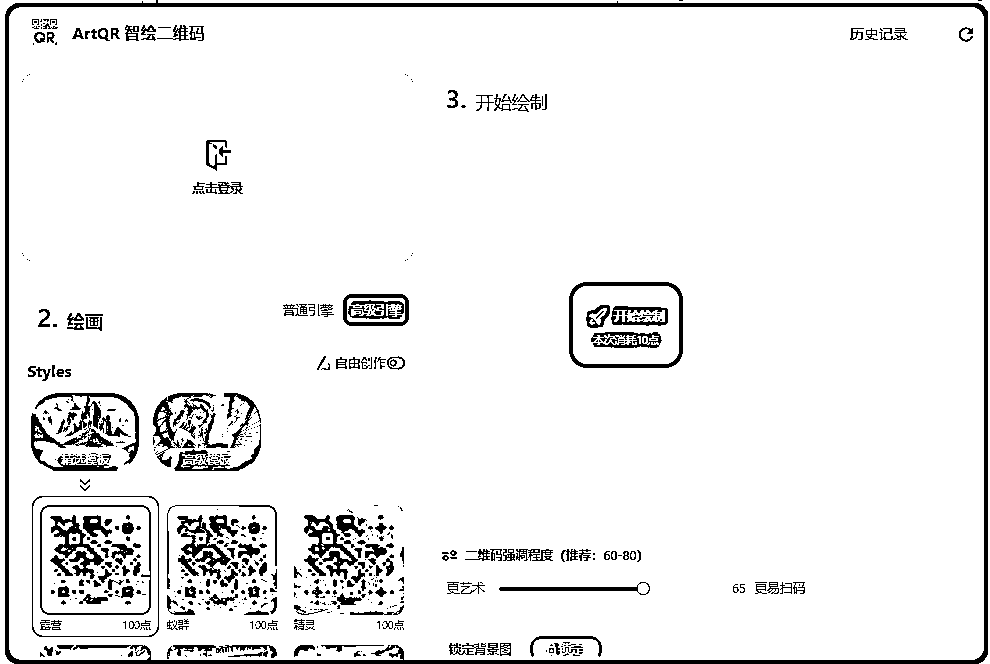 QR
ArtQR 智绘二维码
历史记录
点击登录
3. 开始绘制
2. 绘画
普通引擎
高级引擎
自由创作
Styles
精选模板
高级模板
开始绘制
本次消耗10点
露营 100点
蚁群 100点
精灵 100点
二维码强调程度（推荐：60-80）
更艺术
65 更易扫码
锁定背景图